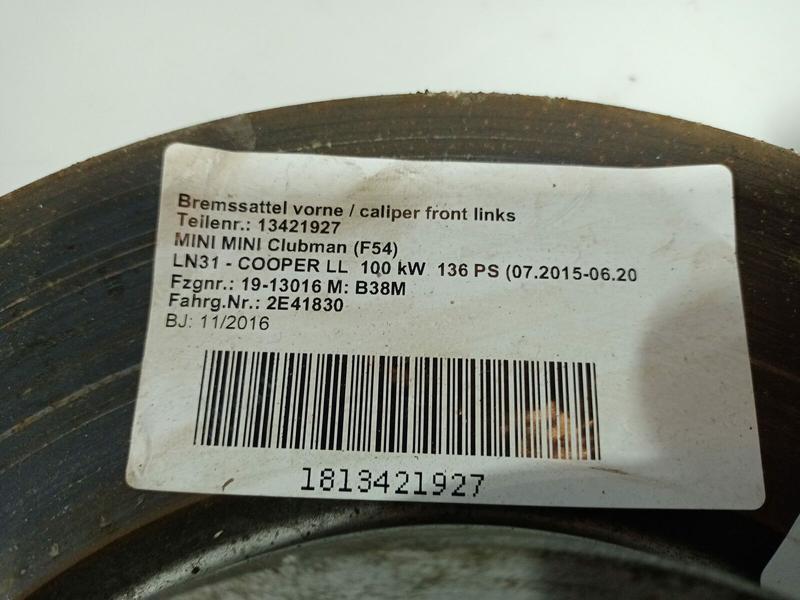 Bremssattel vorne / caliper front links
Teilenr.: 13421927
MINI MINI Clubman (F54)
LN31 - COOPER LL 100 kW 136 PS (07.2015-06.20
Fzgnr.: 19-13016 M: B38M
Fahrg.Nr.: 2E41830
BJ: 11/2016
1813421927